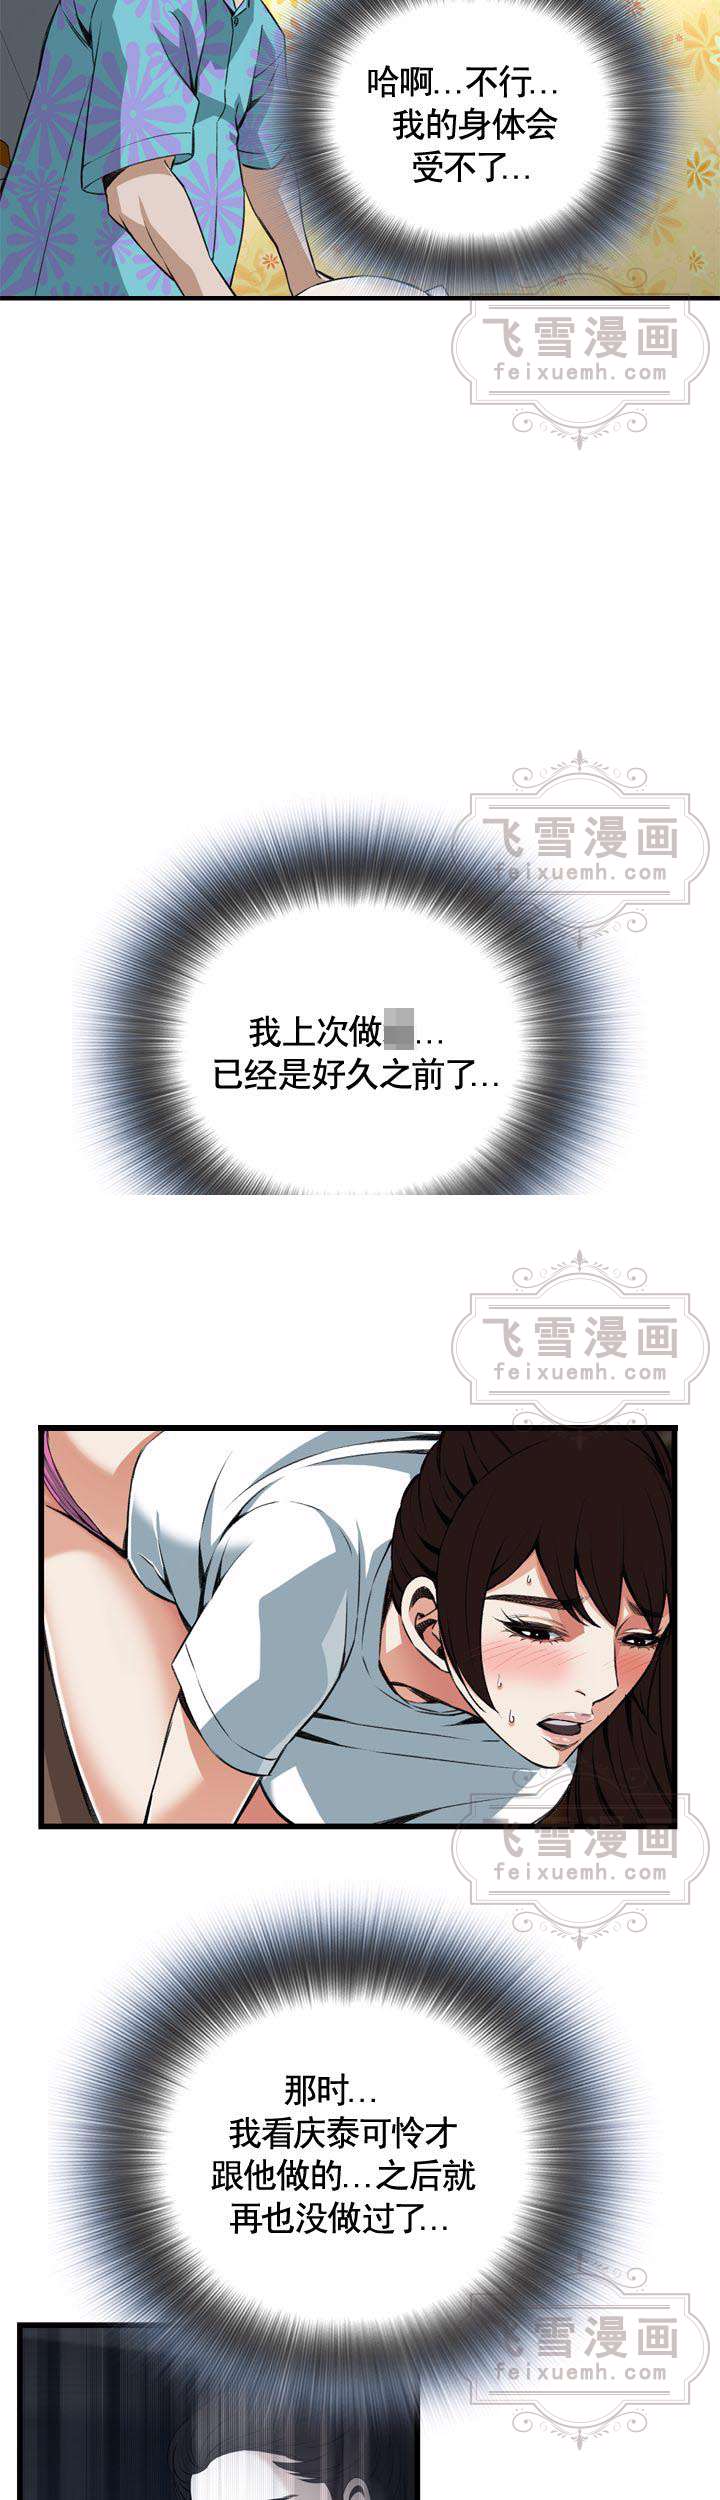 哈啊...不行...
我的身体会
受不了...
飞雪漫画
feixuemh.com
飞雪漫画
feixuemh.com
我上次做...
已经是好久之前了...
飞雪漫画
feixuemh.com
飞雪漫画
feixuemh.com
那时...
我看庆泰可怜才
跟他做的...之后就
再也没做过了...
飞雪漫画
feixuemh.com